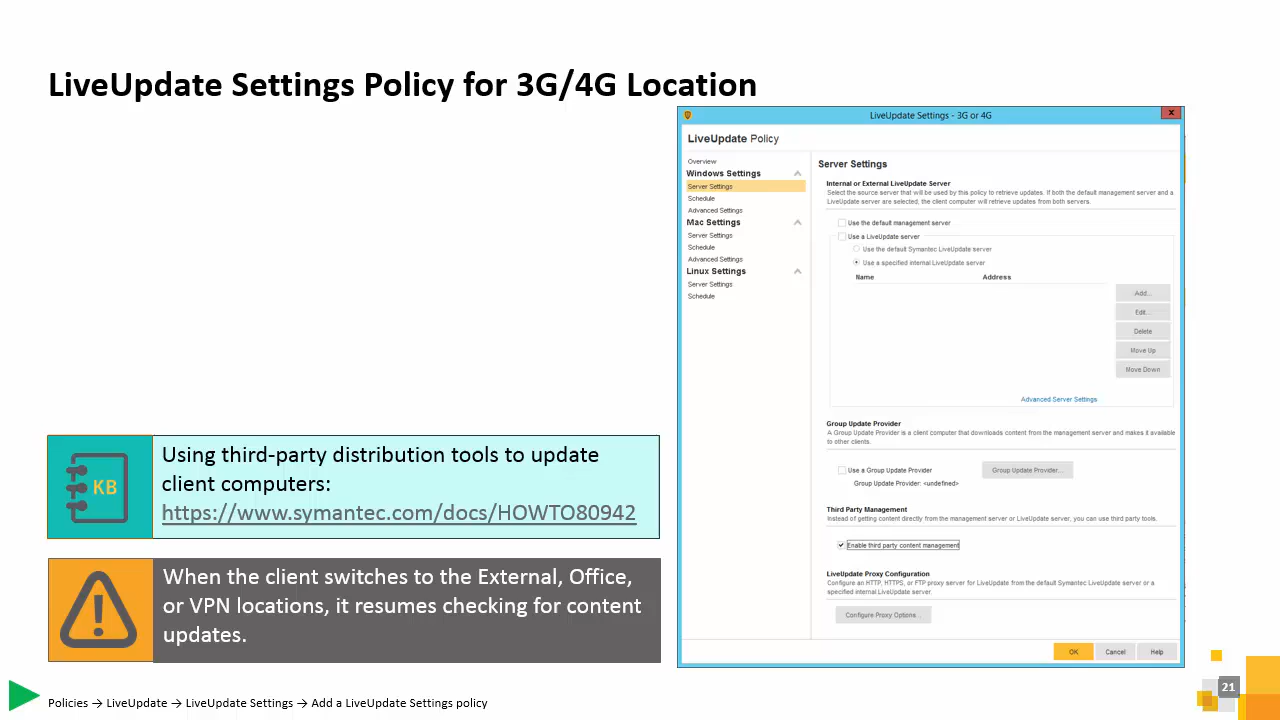 LiveUpdate Settings Policy for 3G/4G Location
LiveUpdate Settings - 3G or 4G
x
LiveUpdate Policy
Overview
Windows Settings
Server Settings
Schedule
Advanced Settings
Mac Settings
Server Settings
Schedule
Advanced Settings
Linux Settings
Server Settings
Schedule
Server Settings
Internal or External LiveUpdate Server
Select the source server that will be used by this policy to retrieve updates. If both the default management server and a
LiveUpdate server are selected, the client computer will retrieve updates from both servers.
Use the default management server
Use a LiveUpdate server
Use the default Symantec LiveUpdate server
Use a specified internal LiveUpdate server
Name Address
Add...
Edit...
Delete
Move Up
Move Down
Advanced Server Settings
Group Update Provider
A Group Update Provider is a client computer that downloads content from the management server and makes it available
to other clients.
Use a Group Update Provider Group Update Provider...
Group Update Provider: <undefined>
Third Party Management
Instead of getting content directly from the management server or LiveUpdate server, you can use third party tools.
Enable third party content management
LiveUpdate Proxy Configuration
Configure an HTTP, HTTPS, or FTP proxy server for LiveUpdate from the default Symantec LiveUpdate server or a
specified internal LiveUpdate server.
Configure Proxy Options...
OK Cancel Help
KB
Using third-party distribution tools to update
client computers:
https://www.symantec.com/docs/HOWTO80942
When the client switches to the External, Office,
or VPN locations, it resumes checking for content
updates.
Policies → LiveUpdate → LiveUpdate Settings → Add a LiveUpdate Settings policy
21